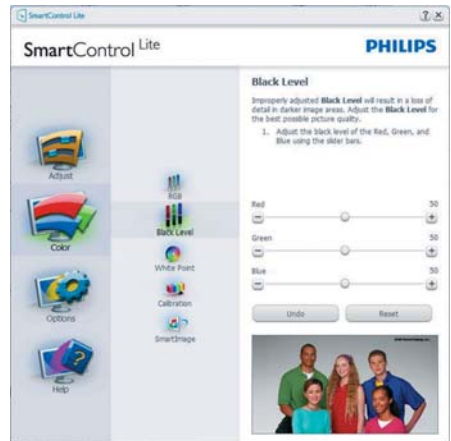 SmartControl Lite
SmartControl Lite
PHILIPS
Adjust
Color
Options
Help
RGB
Black Level
White Point
Calibration
SmartImage
Black Level
Improperly adjusted Black Level will result in a loss of
detail in darker image areas. Adjust the Black Level for
the best possible picture quality.
1. Adjust the black level of the Red, Green, and
Blue using the slider bars.
Red 50
Green 50
Blue 50
Undo Reset